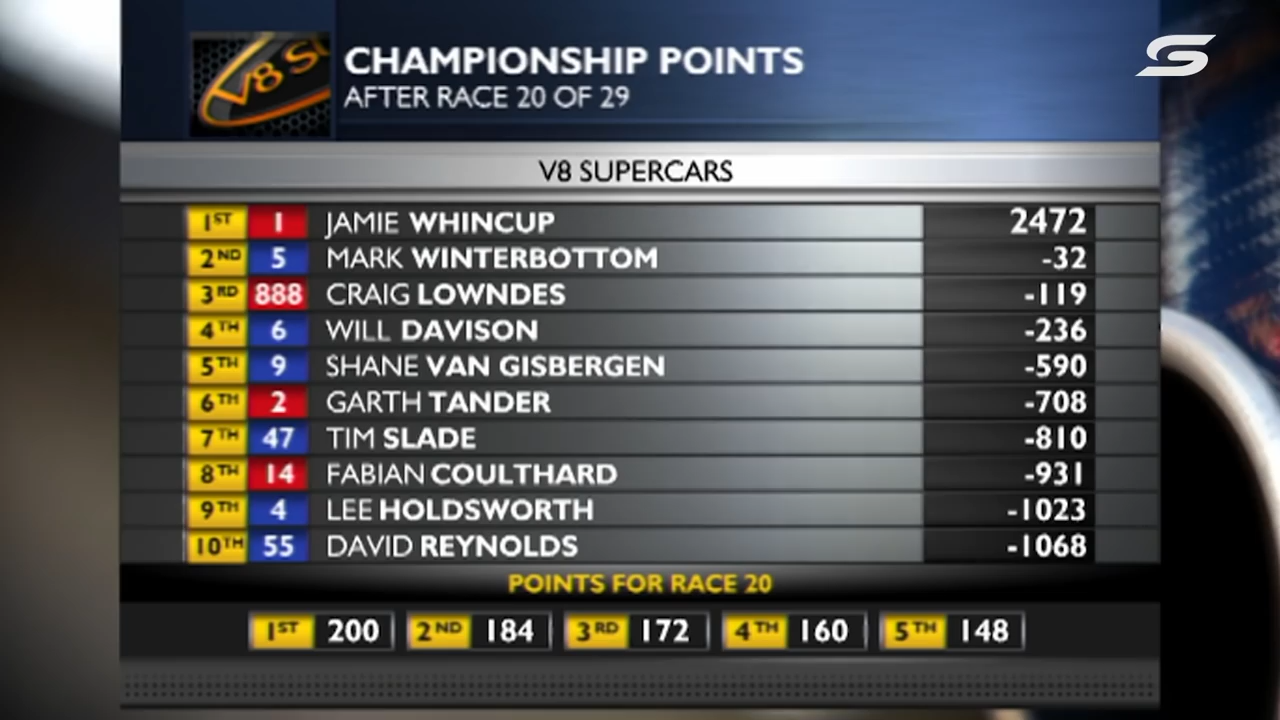 V8 SU
CHAMPIONSHIP POINTS
AFTER RACE 20 OF 29
V8 SUPERCARS
1ST 1 JAMIE WHINCUP 2472
2ND 5 MARK WINTERBOTTOM -32
3RD 888 CRAIG LOWNDES -119
4TH 6 WILL DAVISON -236
5TH 9 SHANE VAN GISBERGEN -590
6TH 2 GARTH TANDER -708
7TH 47 TIM SLADE -810
8TH 14 FABIAN COULTHARD -931
9TH 4 LEE HOLDSWORTH -1023
10TH 55 DAVID REYNOLDS -1068
POINTS FOR RACE 20
1ST 200 2ND 184 3RD 172 4TH 160 5TH 148